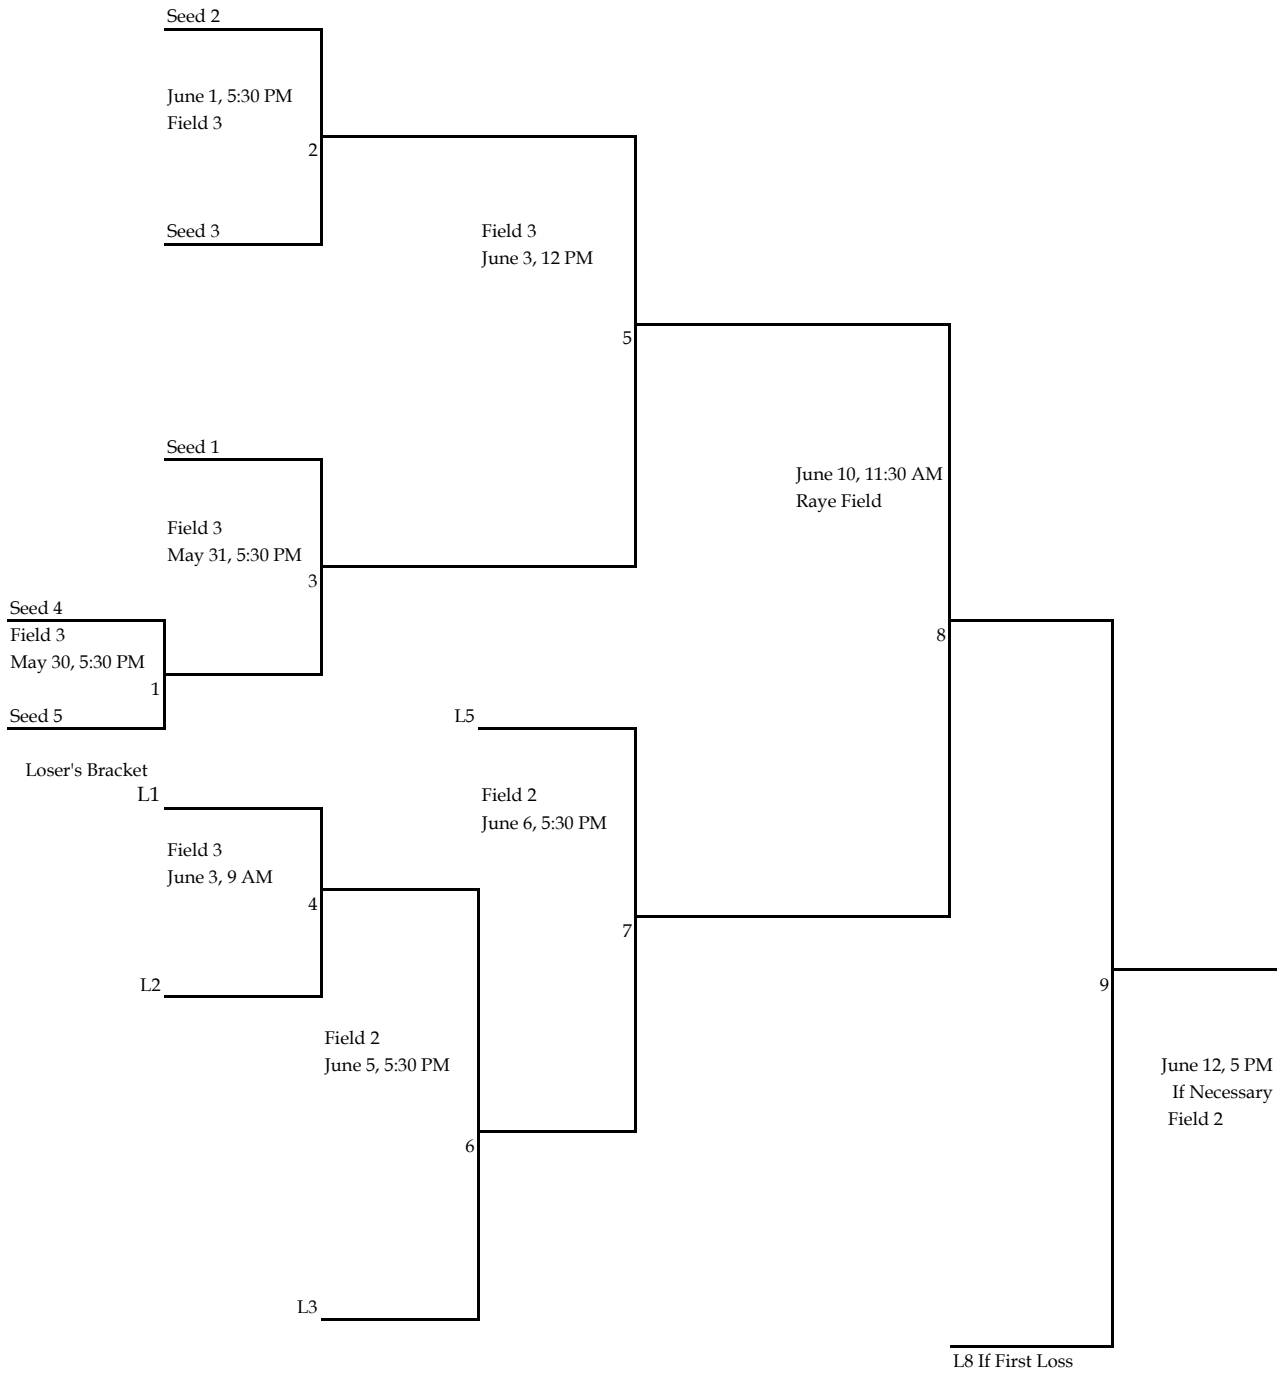 Seed 2
June 1, 5:30 PM
Field 3
2
Seed 3
Field 3
June 3, 12 PM
5
Seed 1
June 10, 11:30 AM
Raye Field
Field 3
May 31, 5:30 PM
3
Seed 4
Field 3
May 30, 5:30 PM
1
8
Seed 5
L5
Loser's Bracket
L1
Field 2
June 6, 5:30 PM
Field 3
June 3, 9 AM
4
7
L2
9
Field 2
June 5, 5:30 PM
June 12, 5 PM
If Necessary
Field 2
6
L3
L8 If First Loss